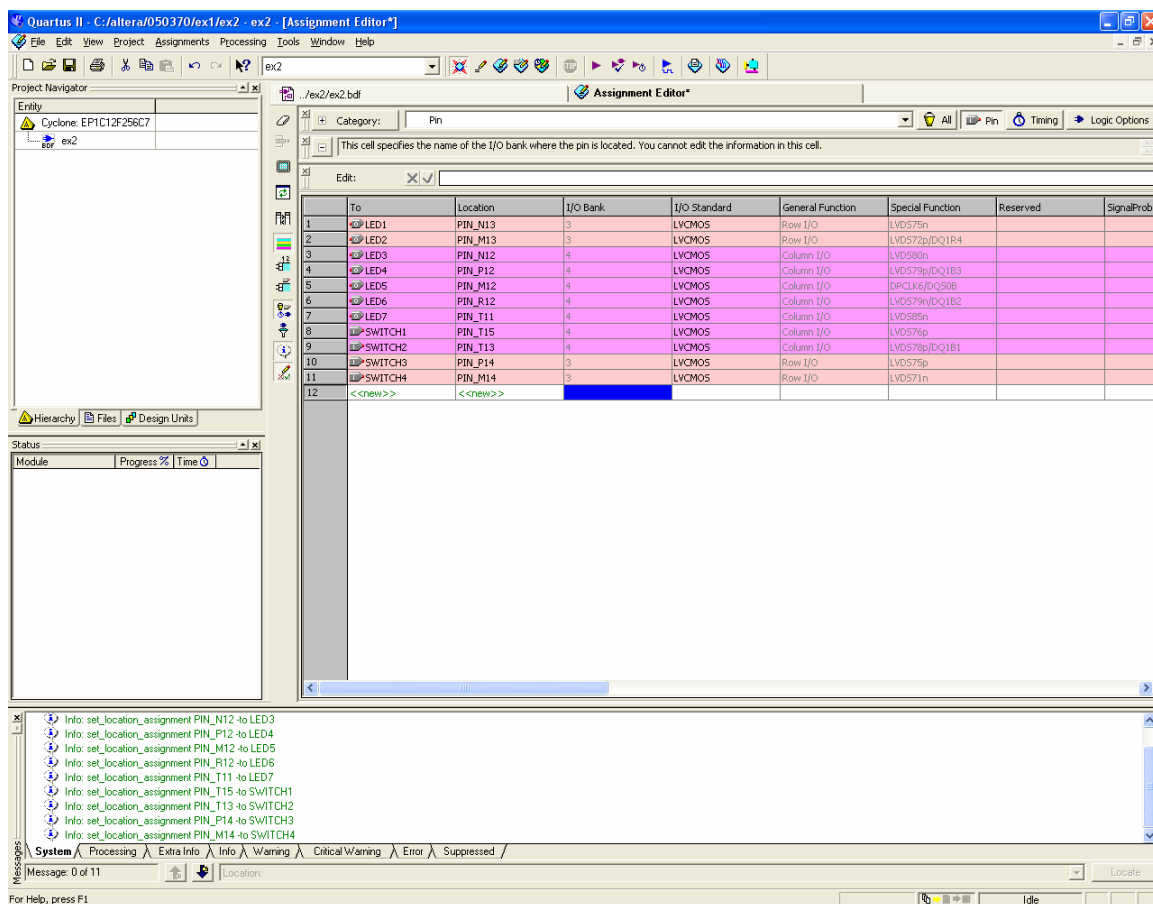 Quartus II - C:/altera/050370/ex1/ex2 - ex2 - [Assignment Editor*]
File Edit View Project Assignments Processing Tools Window Help
ex2
Project Navigator
Entity
Cyclone: EP1C12F256C7
ex2
Hierarchy Files Design Units
Status
Module Progress % Time
../ex2/ex2.bdf Assignment Editor*
Category: Pin All Pin Timing Logic Options
This cell specifies the name of the I/O bank where the pin is located. You cannot edit the information in this cell.
Edit:
To Location I/O Bank I/O Standard General Function Special Function Reserved SignalProb
1 LED1 PIN_N13 3 LVCMOS Row I/O LVDS75n
2 LED2 PIN_M13 3 LVCMOS Row I/O LVDS72p/DQ1R4
3 LED3 PIN_N12 4 LVCMOS Column I/O LVDS80n
4 LED4 PIN_P12 4 LVCMOS Column I/O LVDS79p/DQ1B3
5 LED5 PIN_M12 4 LVCMOS Column I/O DPCLK6/DQS0B
6 LED6 PIN_R12 4 LVCMOS Column I/O LVDS79n/DQ1B2
7 LED7 PIN_T11 4 LVCMOS Column I/O LVDS85n
8 SWITCH1 PIN_T15 4 LVCMOS Column I/O LVDS76p
9 SWITCH2 PIN_T13 4 LVCMOS Column I/O LVDS78p/DQ1B1
10 SWITCH3 PIN_P14 3 LVCMOS Row I/O LVDS75p
11 SWITCH4 PIN_M14 3 LVCMOS Row I/O LVDS71n
12 <<new>> <<new>>
Info: set_location_assignment PIN_N12 -to LED3
Info: set_location_assignment PIN_P12 -to LED4
Info: set_location_assignment PIN_M12 -to LED5
Info: set_location_assignment PIN_R12 -to LED6
Info: set_location_assignment PIN_T11 -to LED7
Info: set_location_assignment PIN_T15 -to SWITCH1
Info: set_location_assignment PIN_T13 -to SWITCH2
Info: set_location_assignment PIN_P14 -to SWITCH3
Info: set_location_assignment PIN_M14 -to SWITCH4
Messages
System Processing Extra Info Info Warning Critical Warning Error Suppressed
Message: 0 of 11 Location: Locate
For Help, press F1 Idle